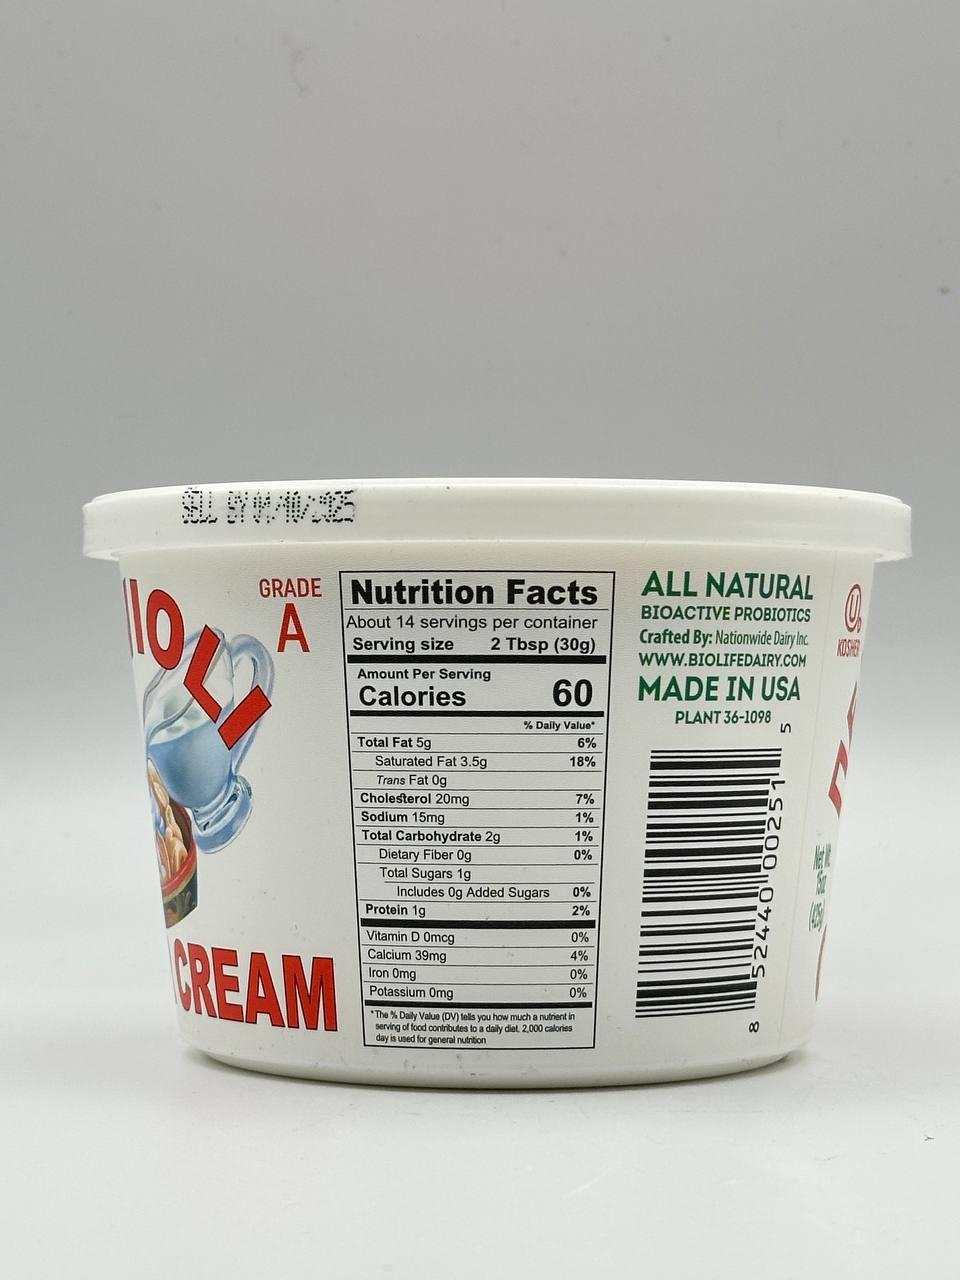 SELL BY 04/10/2025
GRADE
A
CREAM
Nutrition Facts
About 14 servings per container
Serving size 2 Tbsp (30g)
Amount Per Serving
Calories 60
% Daily Value*
Total Fat 5g 6%
Saturated Fat 3.5g 18%
Trans Fat 0g
Cholesterol 20mg 7%
Sodium 15mg 1%
Total Carbohydrate 2g 1%
Dietary Fiber 0g 0%
Total Sugars 1g
Includes 0g Added Sugars 0%
Protein 1g 2%
Vitamin D 0mcg 0%
Calcium 39mg 4%
Iron 0mg 0%
Potassium 0mg 0%
*The % Daily Value (DV) tells you how much a nutrient in
serving of food contributes to a daily diet. 2,000 calories
day is used for general nutrition
ALL NATURAL
BIOACTIVE PROBIOTICS
Crafted By: Nationwide Dairy Inc.
WWW.BIOLIFEDAIRY.COM
MADE IN USA
PLANT 36-1098
8 52440 00251 5
KOSHER
Net Wt.
15oz